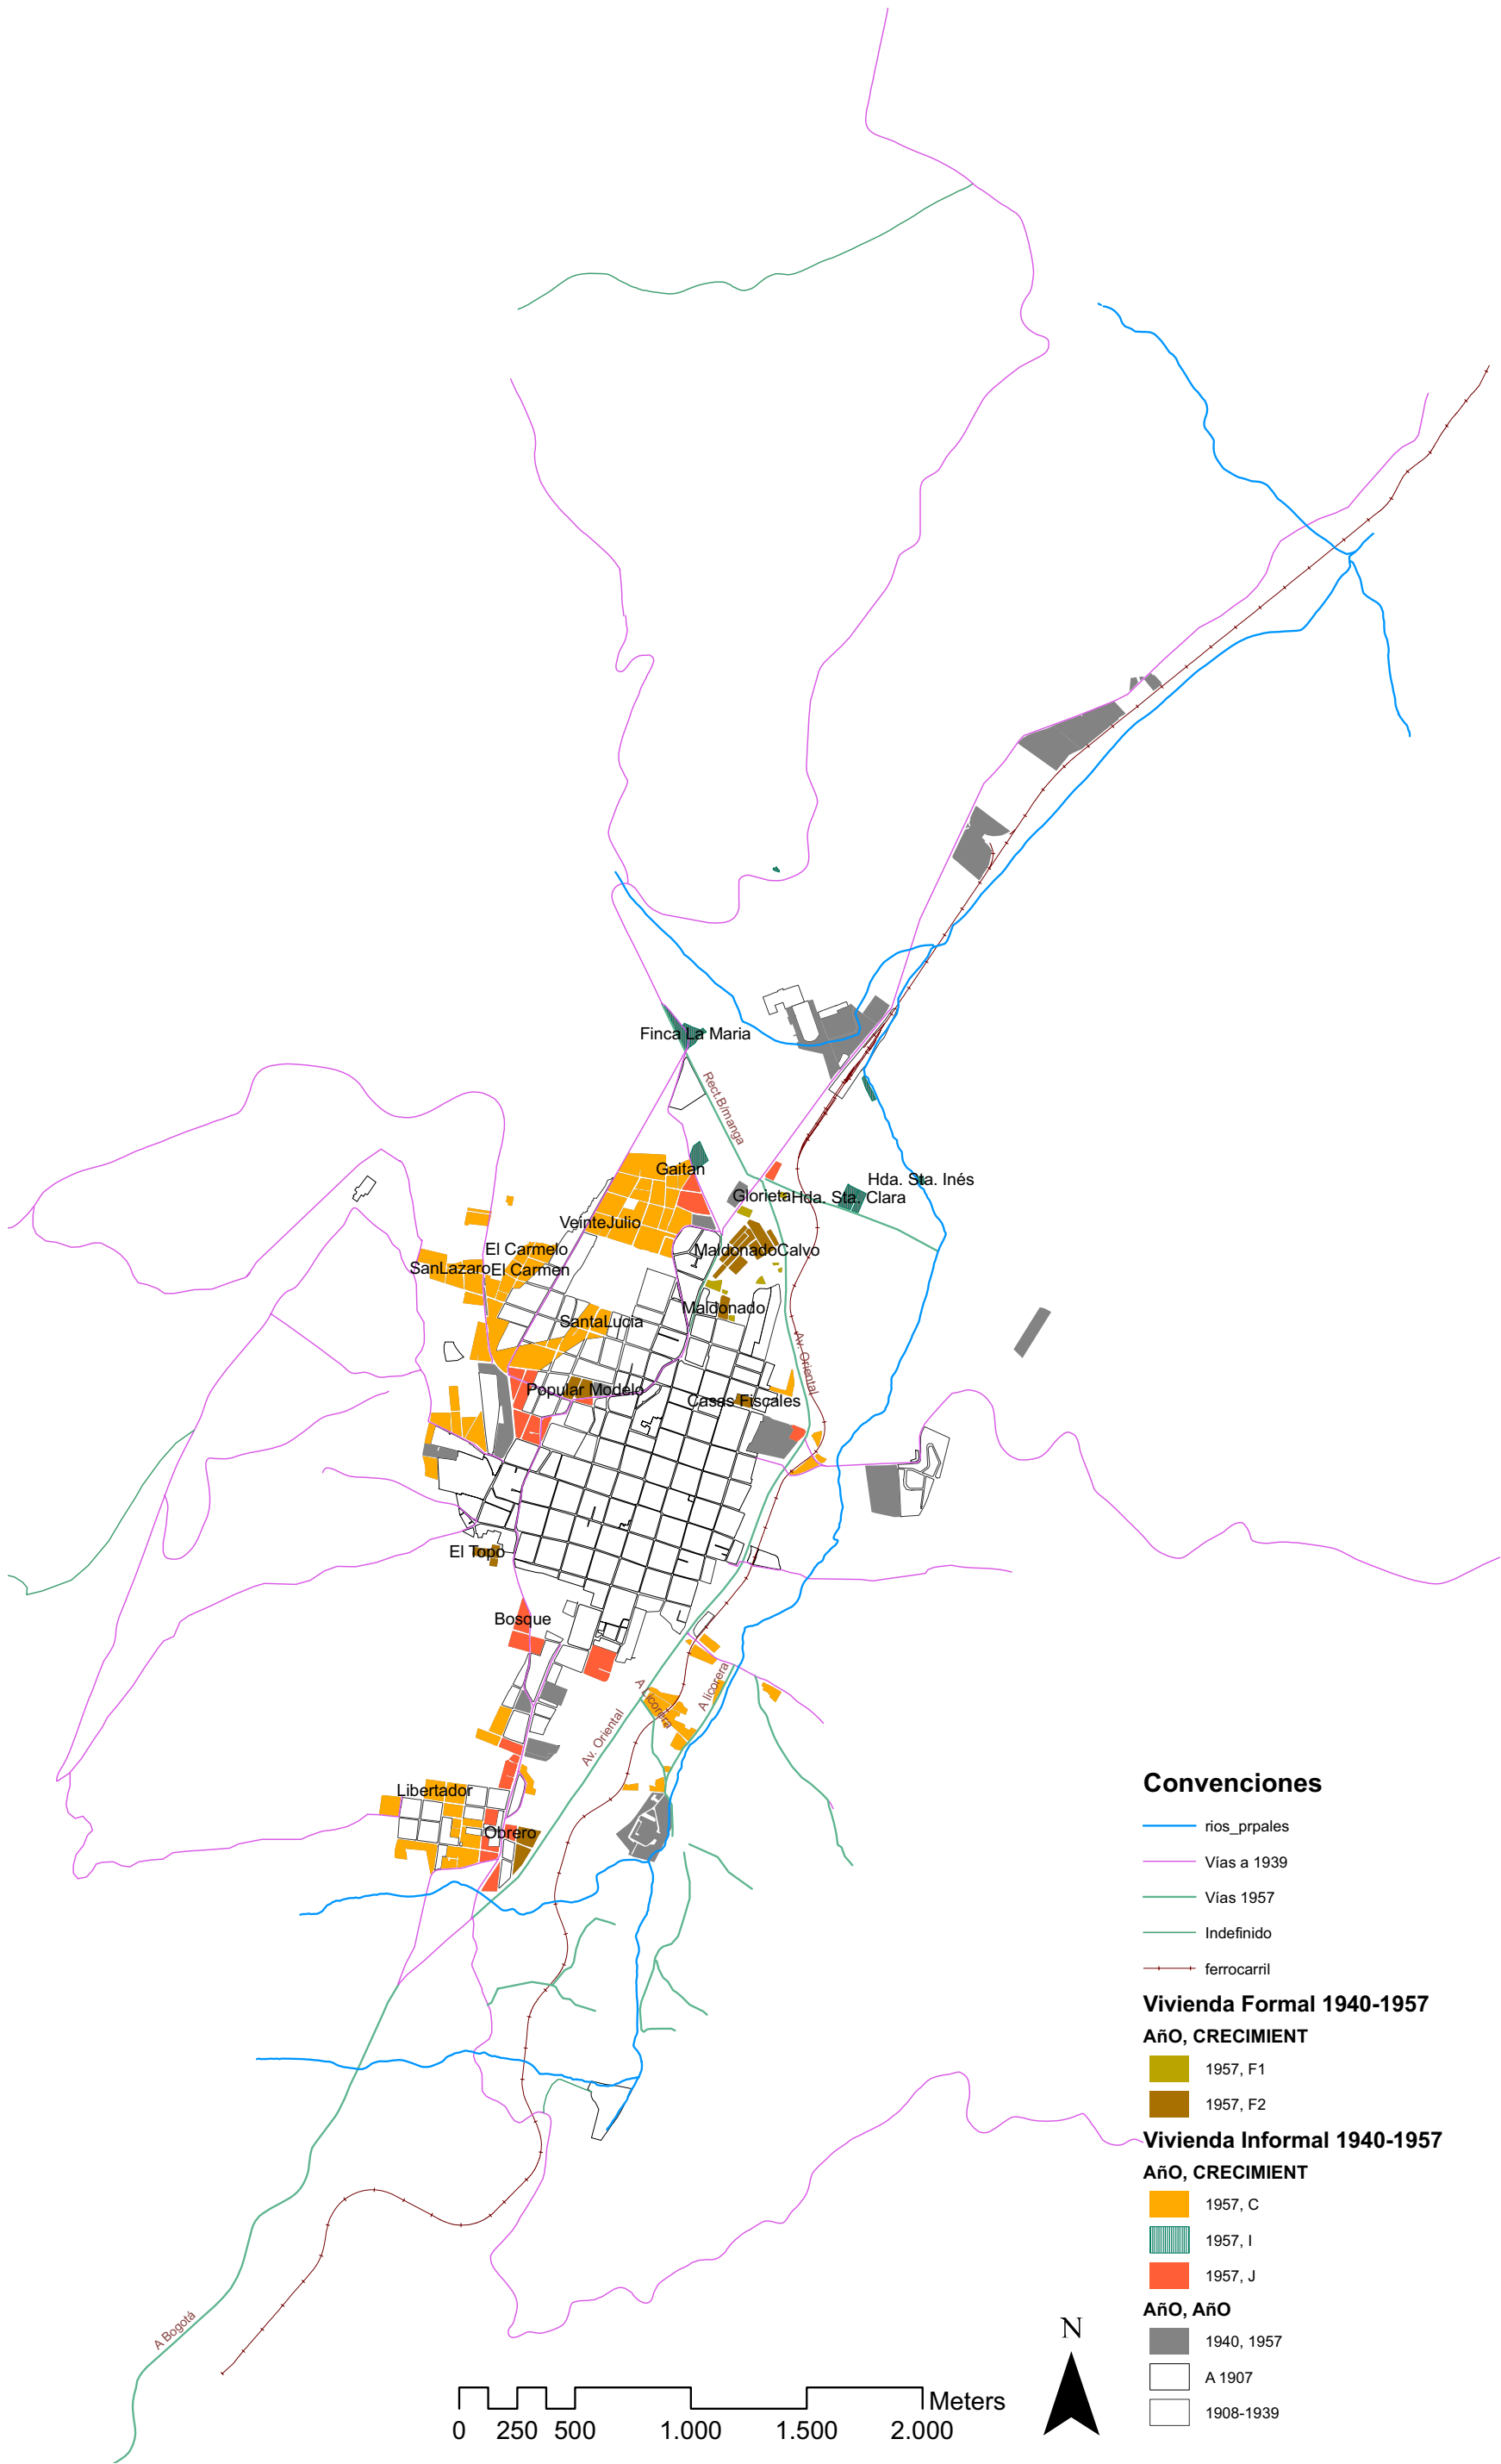 Finca La Maria
Rect.B/manga
Gaitan
Hda. Sta. Inés
Glorieta
Hda. Sta. Clara
VeinteJulio
El Carmelo
MaldonadoCalvo
SanLazaro
El Carmen
Maldonado
SantaLucia
Av. Oriental
Popular Modelo
Casas Fiscales
El Topo
Bosque
A Licorera
A licorera
Av. Oriental
Libertador
Obrero
A Bogotá
Convenciones
rios_prpales
Vías a 1939
Vías 1957
Indefinido
ferrocarril
Vivienda Formal 1940-1957
AñO, CRECIMIENT
1957, F1
1957, F2
Vivienda Informal 1940-1957
AñO, CRECIMIENT
1957, C
1957, I
1957, J
AñO, AñO
1940, 1957
A 1907
1908-1939
N
Meters
0 250 500 1.000 1.500 2.000